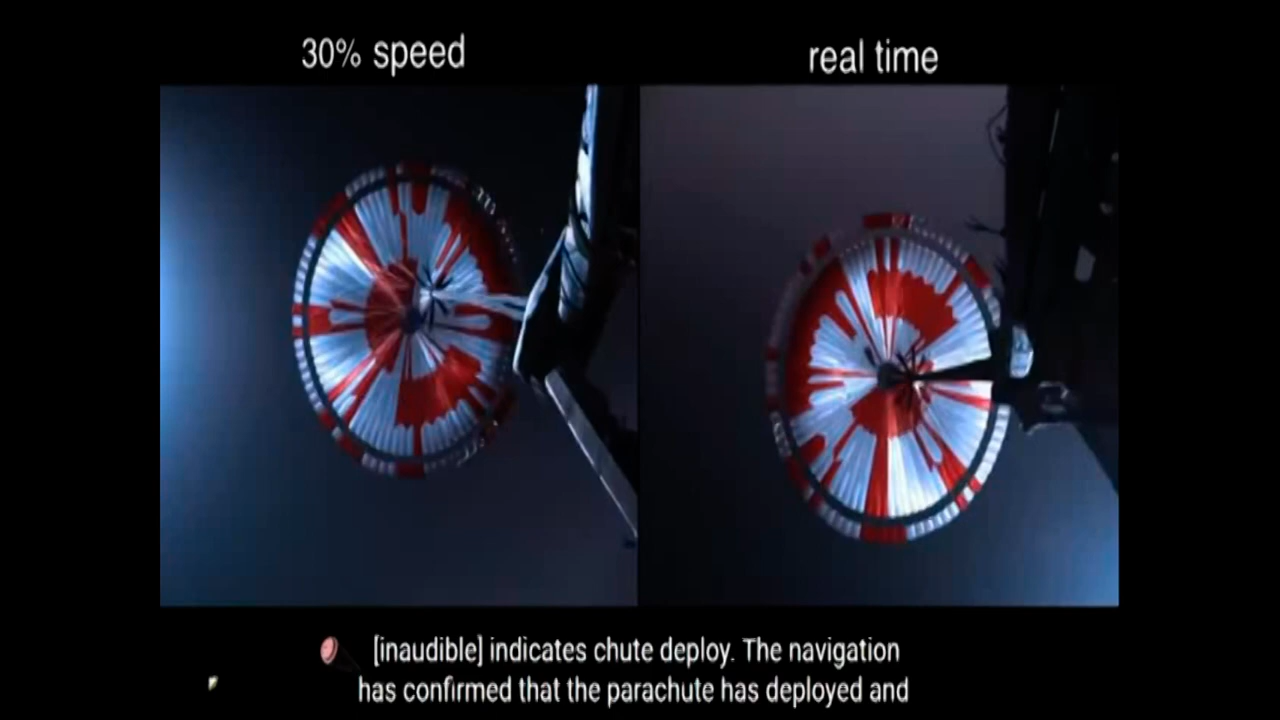 30% speed
real time
[inaudible] indicates chute deploy. The navigation
has confirmed that the parachute has deployed and